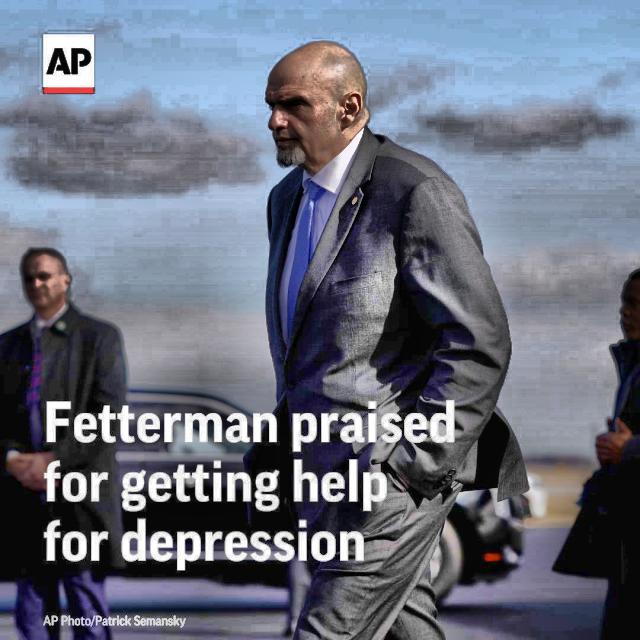 AP
Fetterman praised
for getting help
for depression
AP Photo/Patrick Semansky